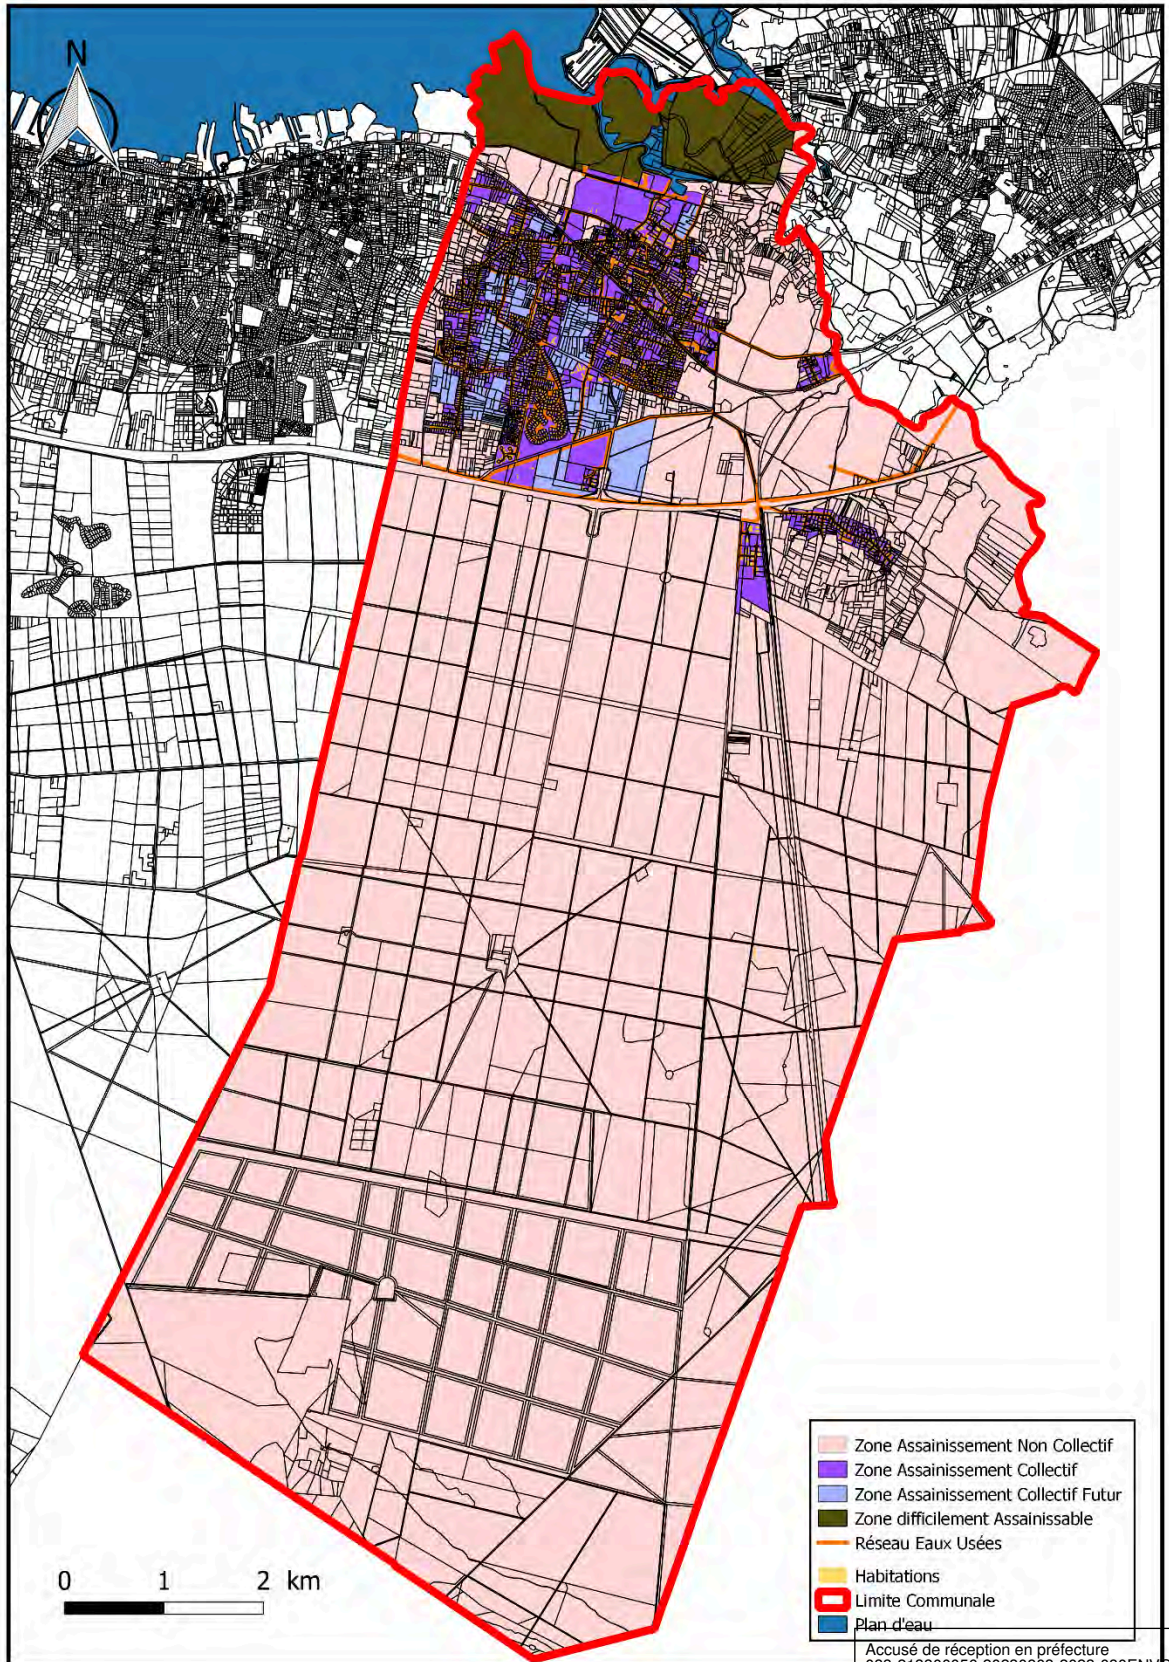 N
0 1 2 km
Zone Assainissement Non Collectif
Zone Assainissement Collectif
Zone Assainissement Collectif Futur
Zone difficilement Assainissable
Réseau Eaux Usées
Habitations
Limite Communale
Plan d'eau
Accusé de réception en préfecture